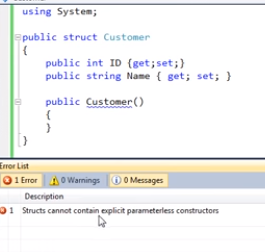 using System;
public struct Customer
{
public int ID {get;set;}
public string Name { get; set; }
public Customer()
{
}
}
Error List
1 Error 0 Warnings 0 Messages
Description
1 Structs cannot contain explicit parameterless constructors